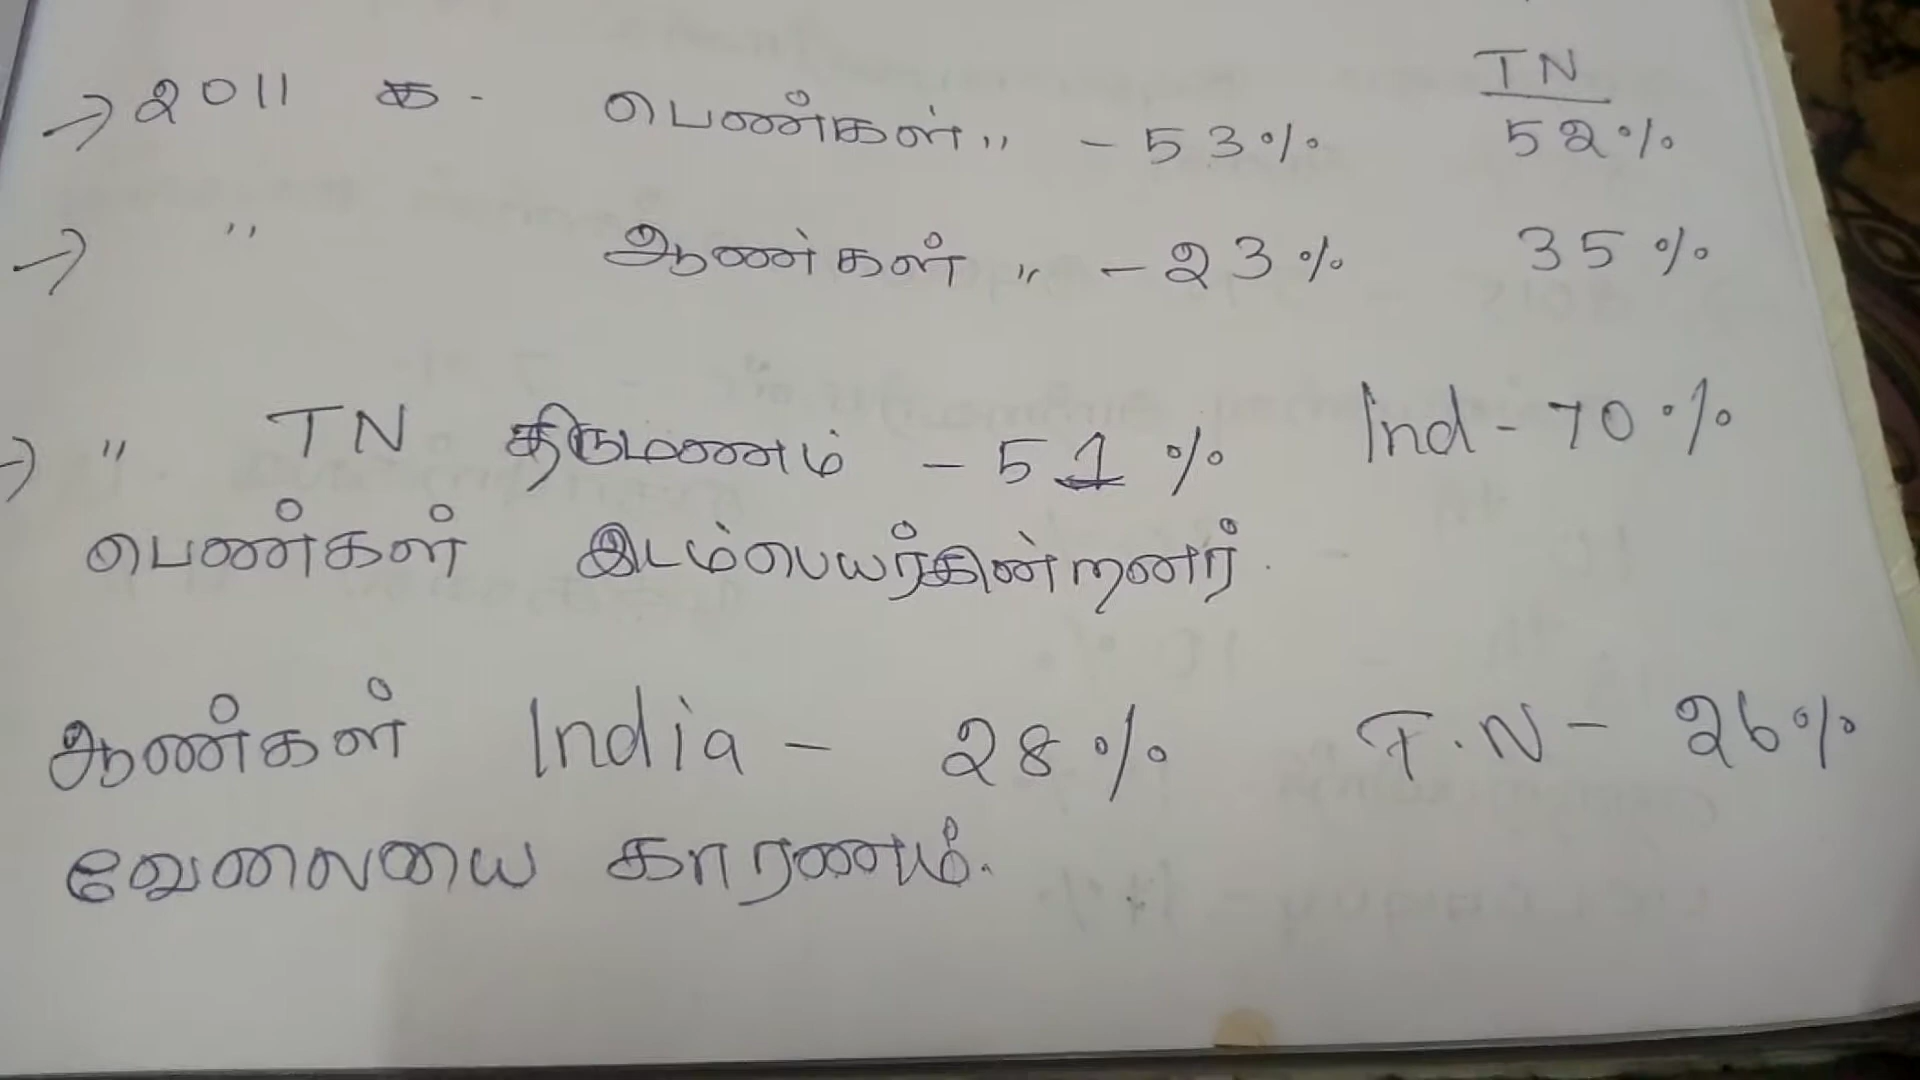 TN
→ 2011 க - பெண்கள் " - 53% 52%
→ " ஆண்கள் " - 23% 35%
→ " TN திருமணம் - 51% Ind - 70%
பெண்கள் இடம்பெயர்கின்றனர்.
ஆண்கள் India - 28% T.N - 26%
வேலையை காரணம்.